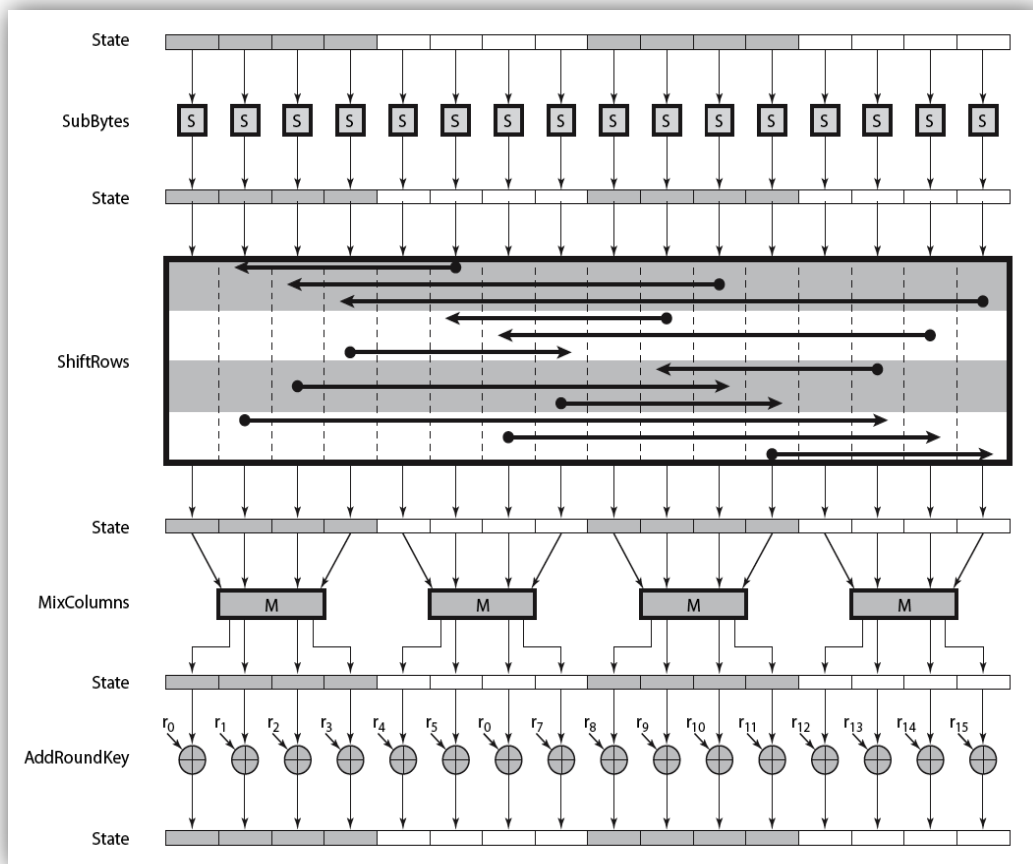 State
SubBytes
S S S S S S S S S S S S S S S S
State
ShiftRows
State
MixColumns
M M M M
State
r0 r1 r2 r3 r4 r5 r0 r7 r8 r9 r10 r11 r12 r13 r14 r15
AddRoundKey
State